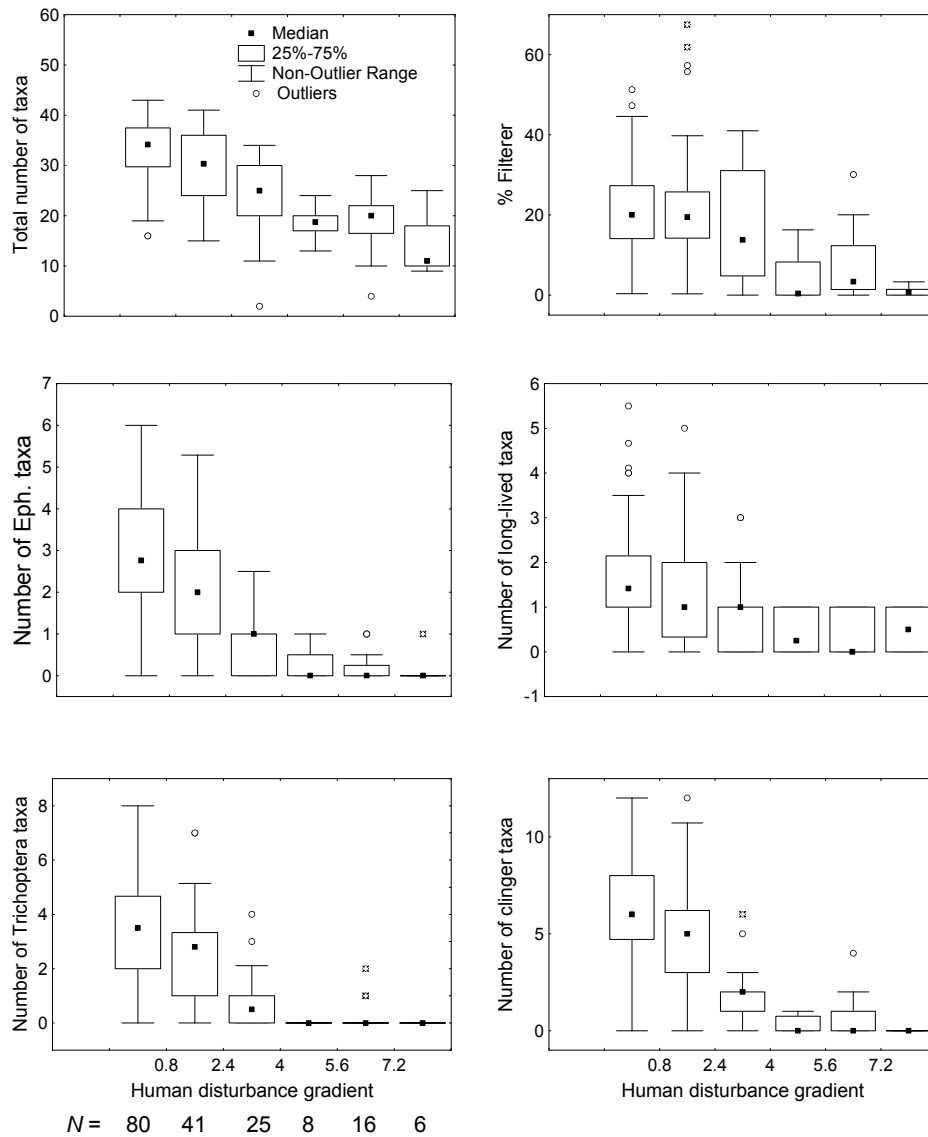 60
50
40
30
20
10
0
Total number of taxa
Median
25%-75%
Non-Outlier Range
Outliers
60
40
20
0
% Filterer
7
6
5
4
3
2
1
0
Number of Eph. taxa
5
4
3
2
1
0
-1
Number of long-lived taxa
8
6
4
2
0
Number of Trichoptera taxa
0.8 2.4 4 5.6 7.2
Human disturbance gradient
N = 80 41 25 8 16 6
10
5
0
Number of clinger taxa
0.8 2.4 4 5.6 7.2
Human disturbance gradient